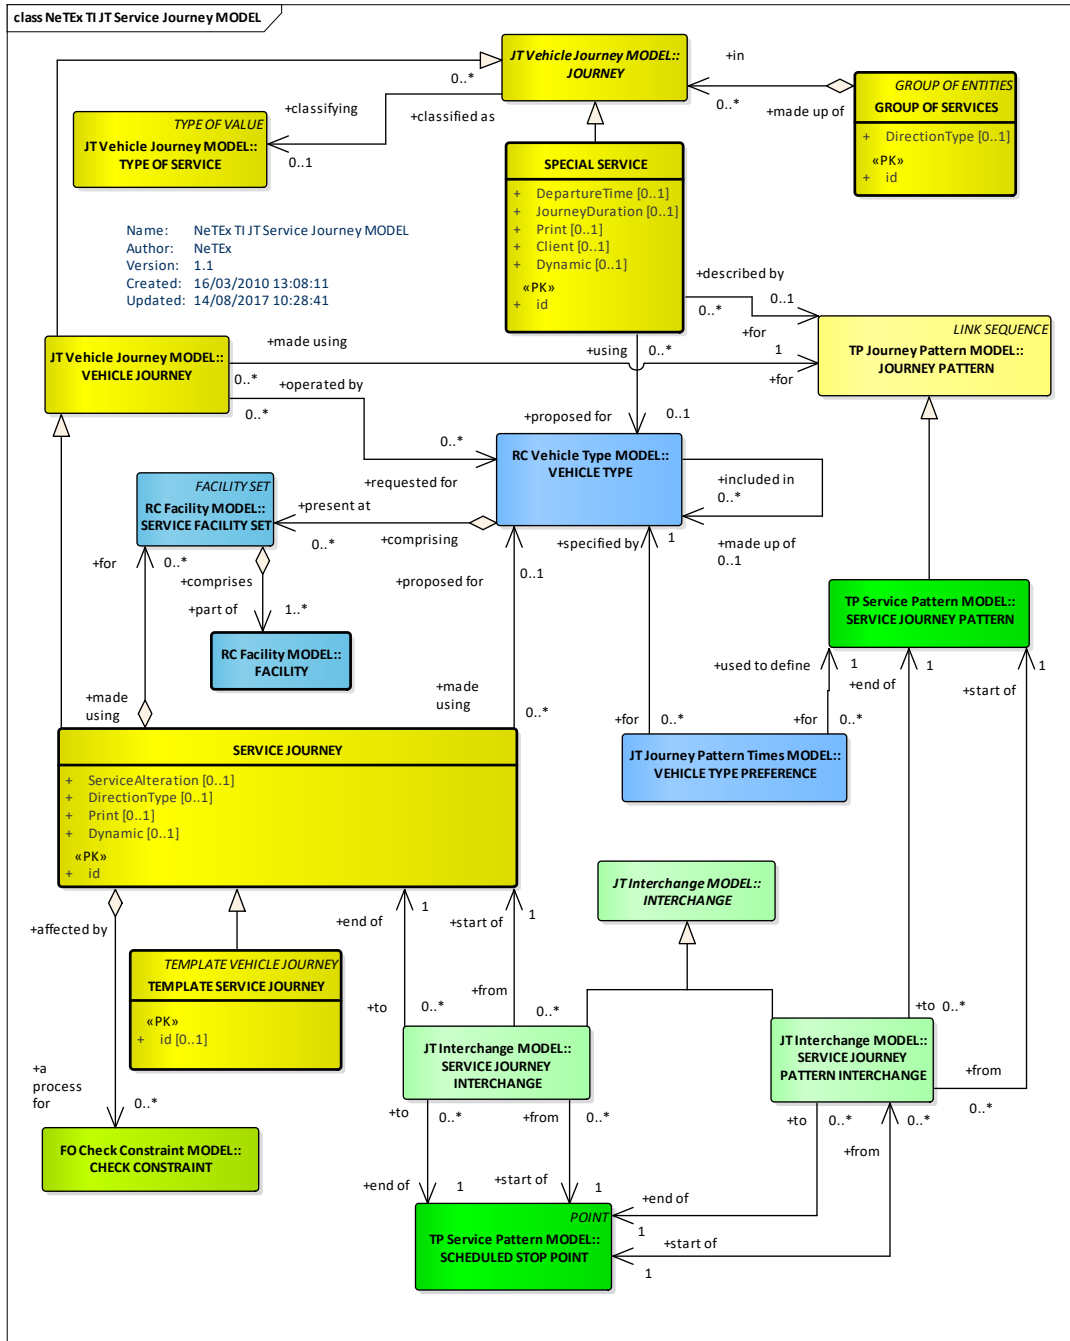 class NeTEx TI JT Service Journey MODEL
JT Vehicle Journey MODEL::
JOURNEY
+in
0..*
+made up of
GROUP OF ENTITIES
GROUP OF SERVICES
+ DirectionType [0..1]
«PK»
+ id
0..*
+classifying
+classified as
0..1
TYPE OF VALUE
JT Vehicle Journey MODEL::
TYPE OF SERVICE
SPECIAL SERVICE
+ DepartureTime [0..1]
+ JourneyDuration [0..1]
+ Print [0..1]
+ Client [0..1]
+ Dynamic [0..1]
«PK»
+ id
Name: NeTEx TI JT Service Journey MODEL
Author: NeTEx
Version: 1.1
Created: 16/03/2010 13:08:11
Updated: 14/08/2017 10:28:41
+described by
0..*
0..1
+for
LINK SEQUENCE
TP Journey Pattern MODEL::
JOURNEY PATTERN
JT Vehicle Journey MODEL::
VEHICLE JOURNEY
+made using
0..*
1
+for
+operated by
0..*
0..*
+requested for
+using
0..*
+proposed for
0..1
RC Vehicle Type MODEL::
VEHICLE TYPE
+included in
0..*
+made up of
0..1
FACILITY SET
RC Facility MODEL::
SERVICE FACILITY SET
+present at
0..*
+comprising
+specified by
1
+for
0..*
+comprises
+part of
1..*
RC Facility MODEL::
FACILITY
+proposed for
0..1
TP Service Pattern MODEL::
SERVICE JOURNEY PATTERN
+used to define
1
+end of
1
+start of
1
+made
using
+made
using
0..*
+for
0..*
+for
0..*
JT Journey Pattern Times MODEL::
VEHICLE TYPE PREFERENCE
SERVICE JOURNEY
+ ServiceAlteration [0..1]
+ DirectionType [0..1]
+ Print [0..1]
+ Dynamic [0..1]
«PK»
+ id
JT Interchange MODEL::
INTERCHANGE
+affected by
+end of
1
+start of
1
TEMPLATE VEHICLE JOURNEY
TEMPLATE SERVICE JOURNEY
«PK»
+ id [0..1]
+to
0..*
+from
0..*
+to
0..*
JT Interchange MODEL::
SERVICE JOURNEY
INTERCHANGE
JT Interchange MODEL::
SERVICE JOURNEY
PATTERN INTERCHANGE
+from
0..*
+a
process
for
0..*
+to
0..*
+from
0..*
+to
0..*
+from
0..*
FO Check Constraint MODEL::
CHECK CONSTRAINT
+end of
1
+start of
1
+end of
1
+start of
1
POINT
TP Service Pattern MODEL::
SCHEDULED STOP POINT